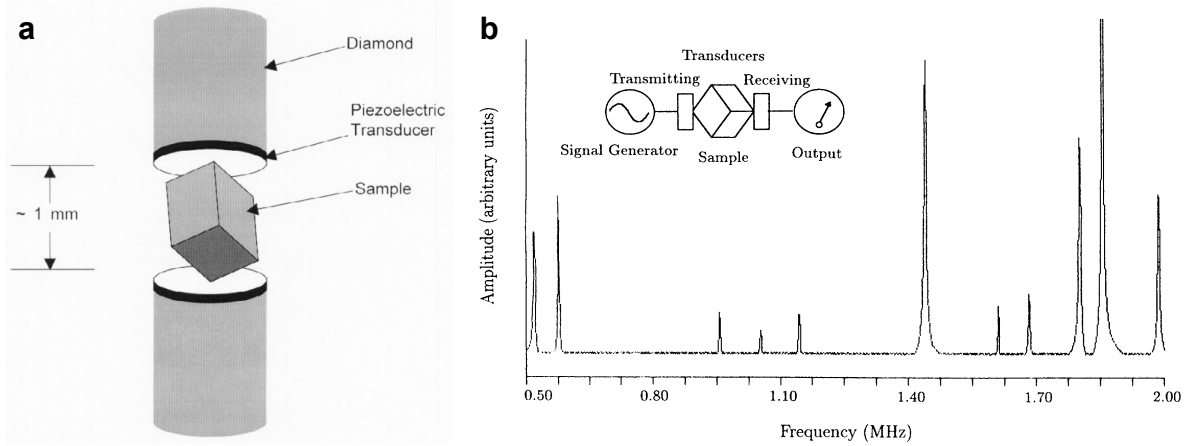 a
Diamond
Piezoelectric
Transducer
Sample
~ 1 mm
b
Transducers
Transmitting
Receiving
Signal Generator
Sample
Output
Amplitude (arbitrary units)
0.50
0.80
1.10
1.40
1.70
2.00
Frequency (MHz)